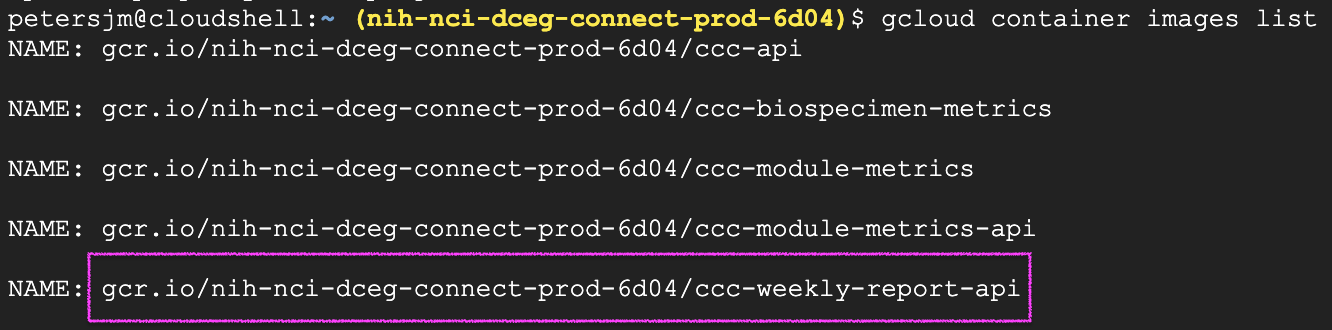 petersjm@cloudshell:~ (nih-nci-dceg-connect-prod-6d04)$ gcloud container images list
NAME: gcr.io/nih-nci-dceg-connect-prod-6d04/ccc-api
NAME: gcr.io/nih-nci-dceg-connect-prod-6d04/ccc-biospecimen-metrics
NAME: gcr.io/nih-nci-dceg-connect-prod-6d04/ccc-module-metrics
NAME: gcr.io/nih-nci-dceg-connect-prod-6d04/ccc-module-metrics-api
NAME: gcr.io/nih-nci-dceg-connect-prod-6d04/ccc-weekly-report-api